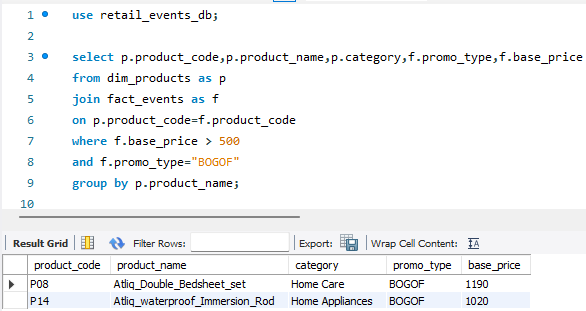 1 use retail_events_db;
2
3 select p.product_code,p.product_name,p.category,f.promo_type,f.base_price
4 from dim_products as p
5 join fact_events as f
6 on p.product_code=f.product_code
7 where f.base_price > 500
8 and f.promo_type="BOGOF"
9 group by p.product_name;
10
Result Grid Filter Rows: Export: Wrap Cell Content: IA
product_code product_name category promo_type base_price
P08 Atliq_Double_Bedsheet_set Home Care BOGOF 1190
P14 Atliq_waterproof_Immersion_Rod Home Appliances BOGOF 1020